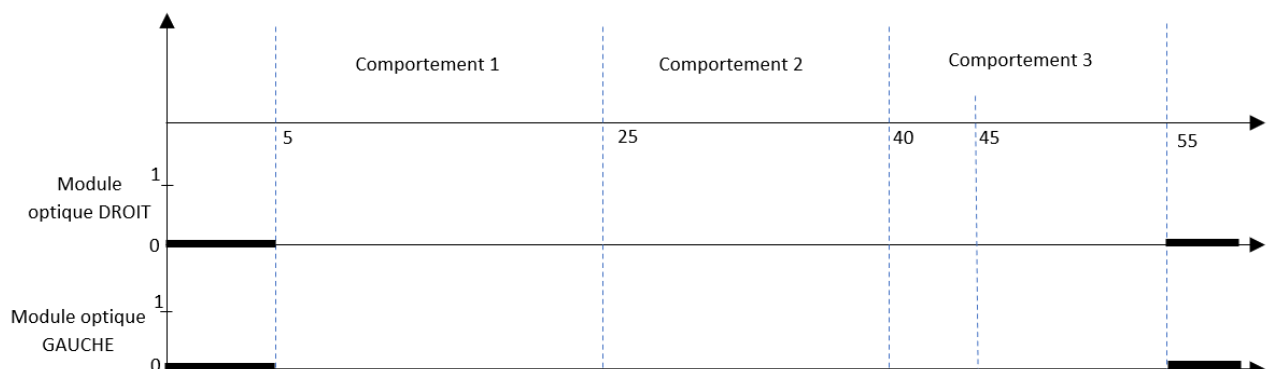 Comportement 1
Comportement 2
Comportement 3
5
25
40
45
55
1
Module
optique DROIT
0
1
Module optique
GAUCHE
0